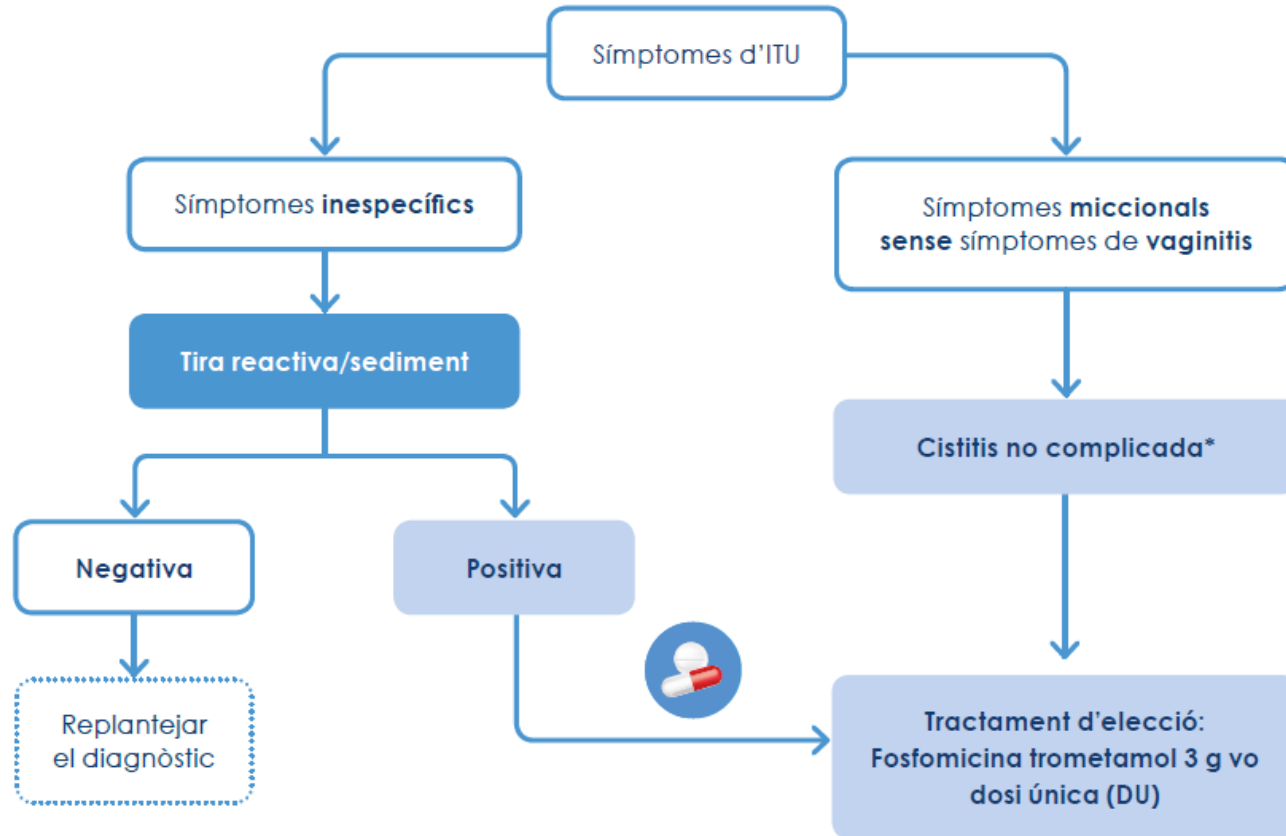 Símptomes d’ITU
Símptomes inespecífics
Símptomes miccionals
sense símptomes de vaginitis
Tira reactiva/sediment
Cistitis no complicada*
Negativa
Positiva
Replantejar
el diagnòstic
Tractament d’elecció:
Fosfomicina trometamol 3 g vo
dosi única (DU)